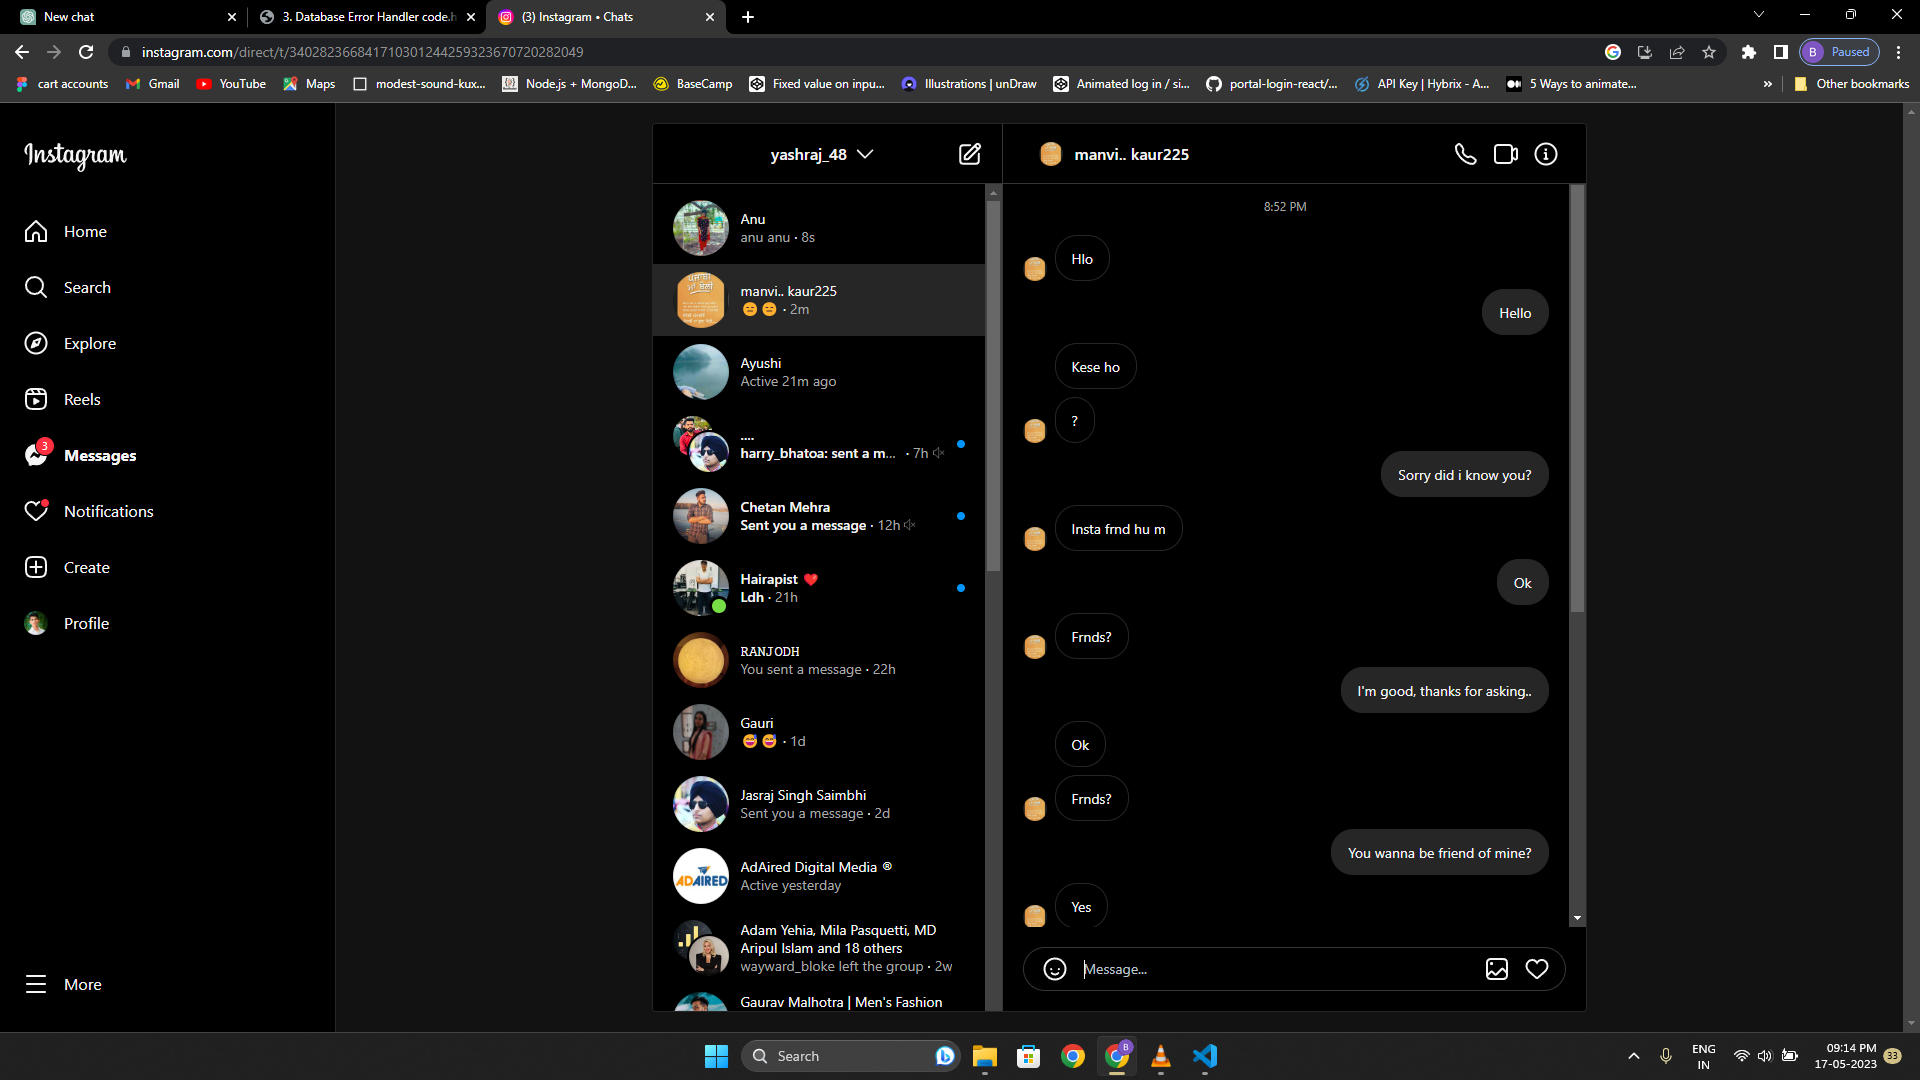 New chat
3. Database Error Handler code.h
(3) Instagram • Chats
instagram.com/direct/t/340282366841710301244259323670720282049
B Paused
cart accounts
Gmail
YouTube
Maps
modest-sound-kux...
Node.js + MongoD...
BaseCamp
Fixed value on inpu...
Illustrations | unDraw
Animated log in / si...
portal-login-react/...
API Key | Hybrix - A...
5 Ways to animate...
»
Other bookmarks
Instagram
Home
Search
Explore
Reels
3
Messages
Notifications
Create
Profile
More
yashraj_48
Anu
anu anu · 8s
manvi.. kaur225
😑 😑 · 2m
Ayushi
Active 21m ago
....
harry_bhatoa: sent a m... · 7h
Chetan Mehra
Sent you a message · 12h
Hairapist ❤️
Ldh · 21h
RANJODH
You sent a message · 22h
Gauri
😅 😅 · 1d
Jasraj Singh Saimbhi
Sent you a message · 2d
ADAIRED
AdAired Digital Media ®
Active yesterday
Adam Yehia, Mila Pasquetti, MD
Aripul Islam and 18 others
wayward_bloke left the group · 2w
Gaurav Malhotra | Men's Fashion
manvi.. kaur225
8:52 PM
Hlo
Hello
Kese ho
?
Sorry did i know you?
Insta frnd hu m
Ok
Frnds?
I'm good, thanks for asking..
Ok
Frnds?
You wanna be friend of mine?
Yes
Message...
Search
B
ENG
IN
09:14 PM
17-05-2023
33